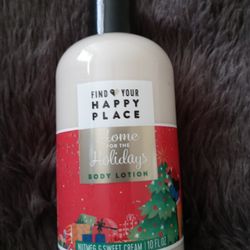 FIND YOUR
HAPPY
PLACE
Home
FOR THE
Holidays
BODY LOTION
NUTMEG & SWEET CREAM | 10 FL OZ